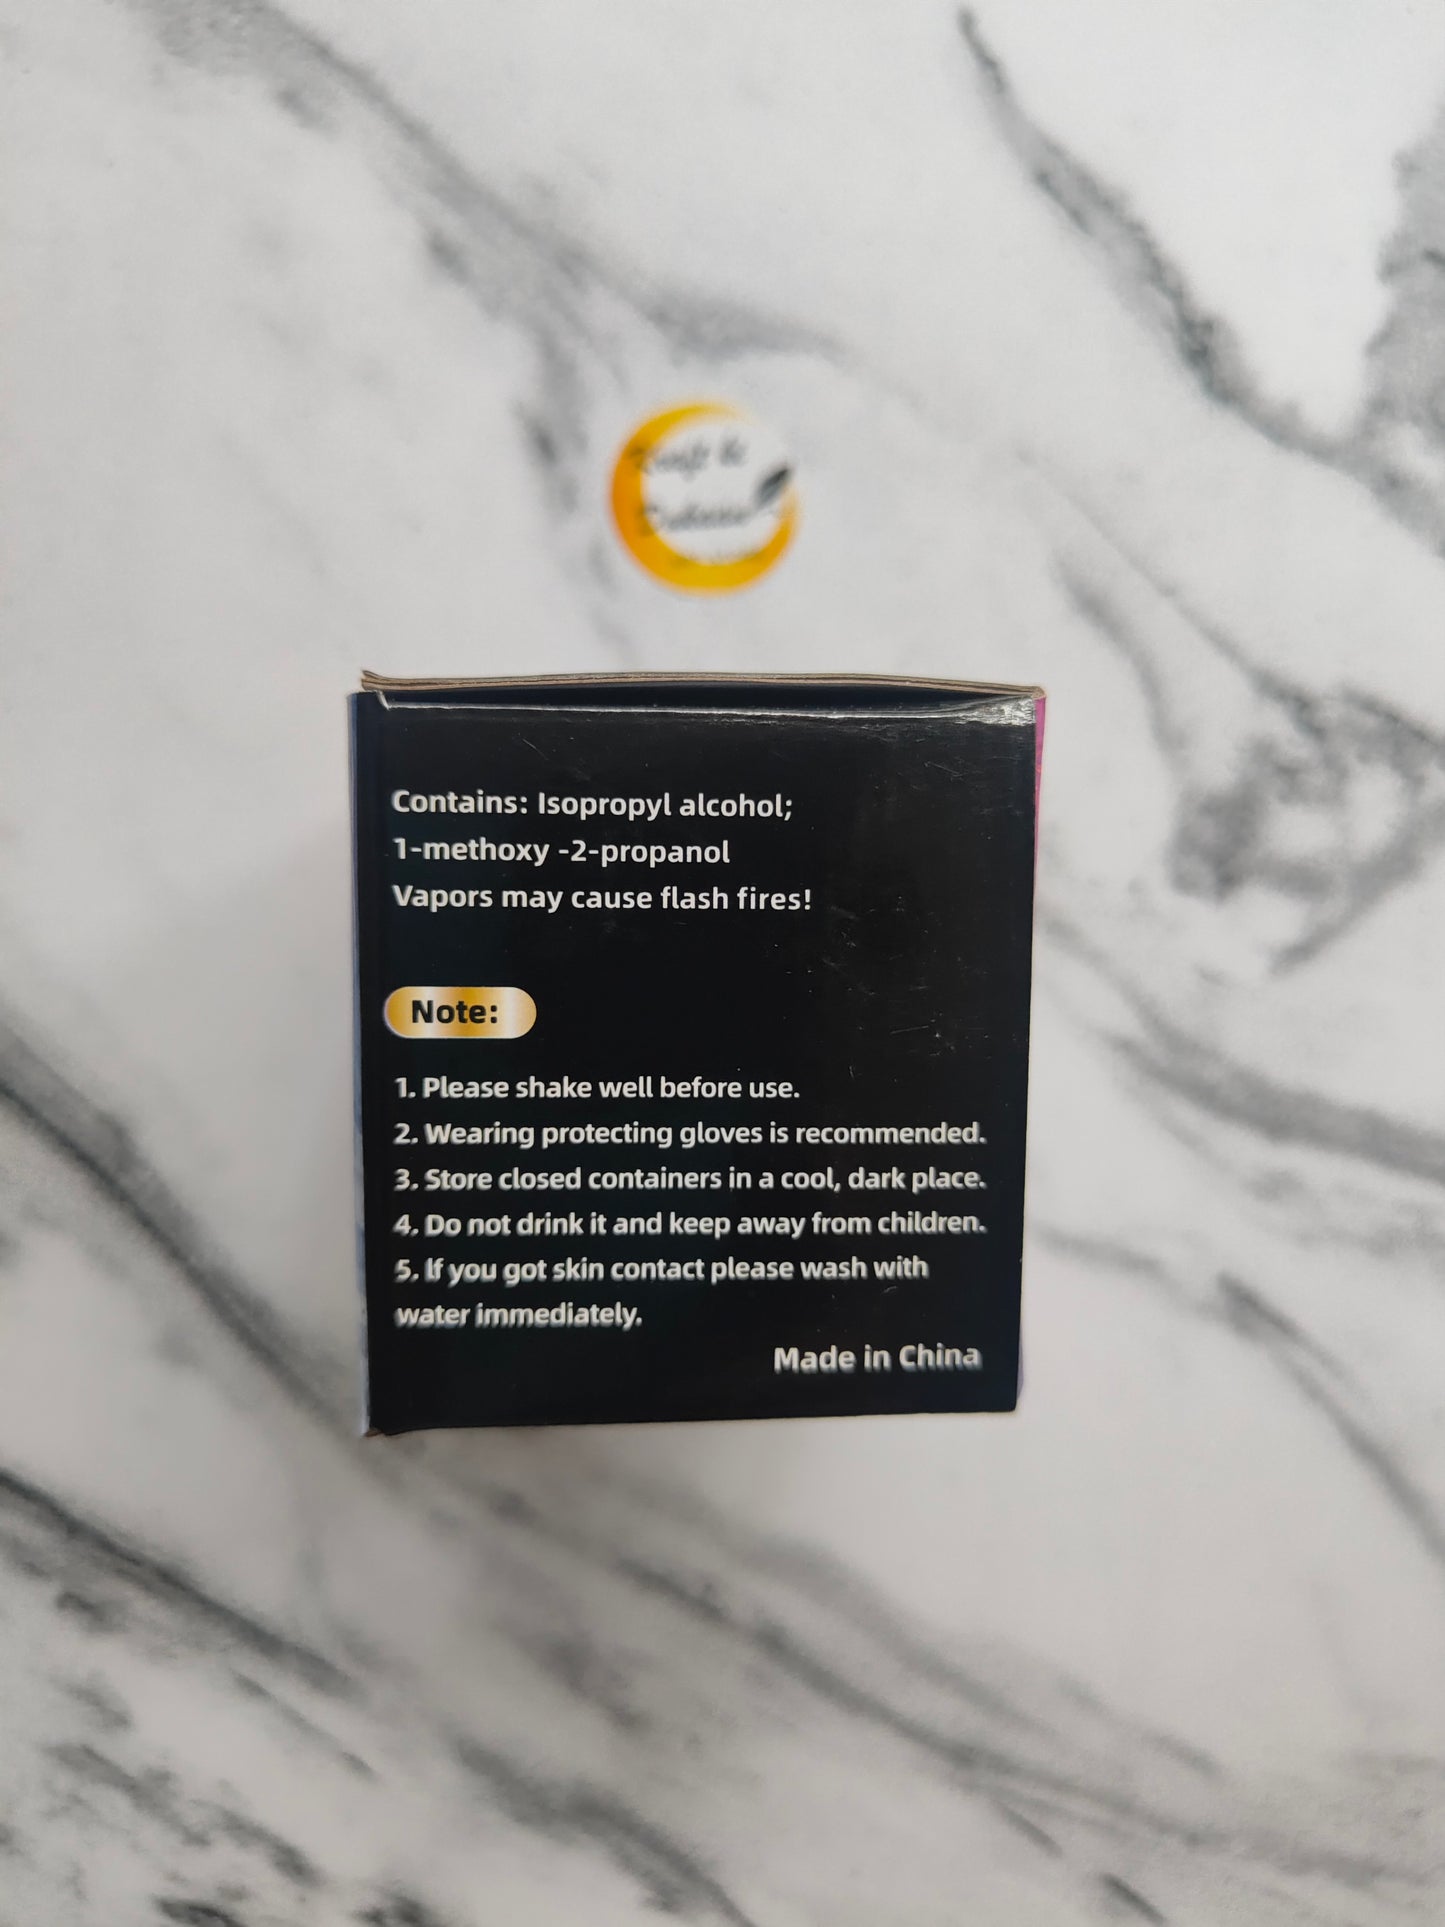 Contains: Isopropyl alcohol;
1-methoxy -2-propanol
Vapors may cause flash fires!
Note:
1. Please shake well before use.
2. Wearing protecting gloves is recommended.
3. Store closed containers in a cool, dark place.
4. Do not drink it and keep away from children.
5. If you got skin contact please wash with
water immediately.
Made in China